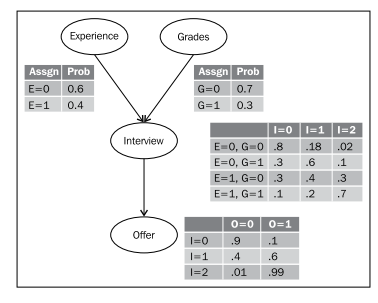 Experience
Grades
Assgn Prob
E=0 0.6
E=1 0.4
Assgn Prob
G=0 0.7
G=1 0.3
Interview
I=0 I=1 I=2
E=0, G=0 .8 .18 .02
E=0, G=1 .3 .6 .1
E=1, G=0 .3 .4 .3
E=1, G=1 .1 .2 .7
Offer
O=0 O=1
I=0 .9 .1
I=1 .4 .6
I=2 .01 .99